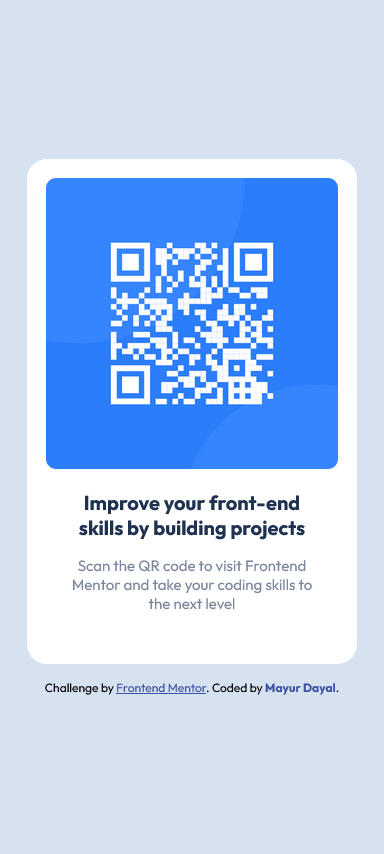 Improve your front-end
skills by building projects
Scan the QR code to visit Frontend
Mentor and take your coding skills to
the next level
Challenge by Frontend Mentor. Coded by Mayur Dayal.